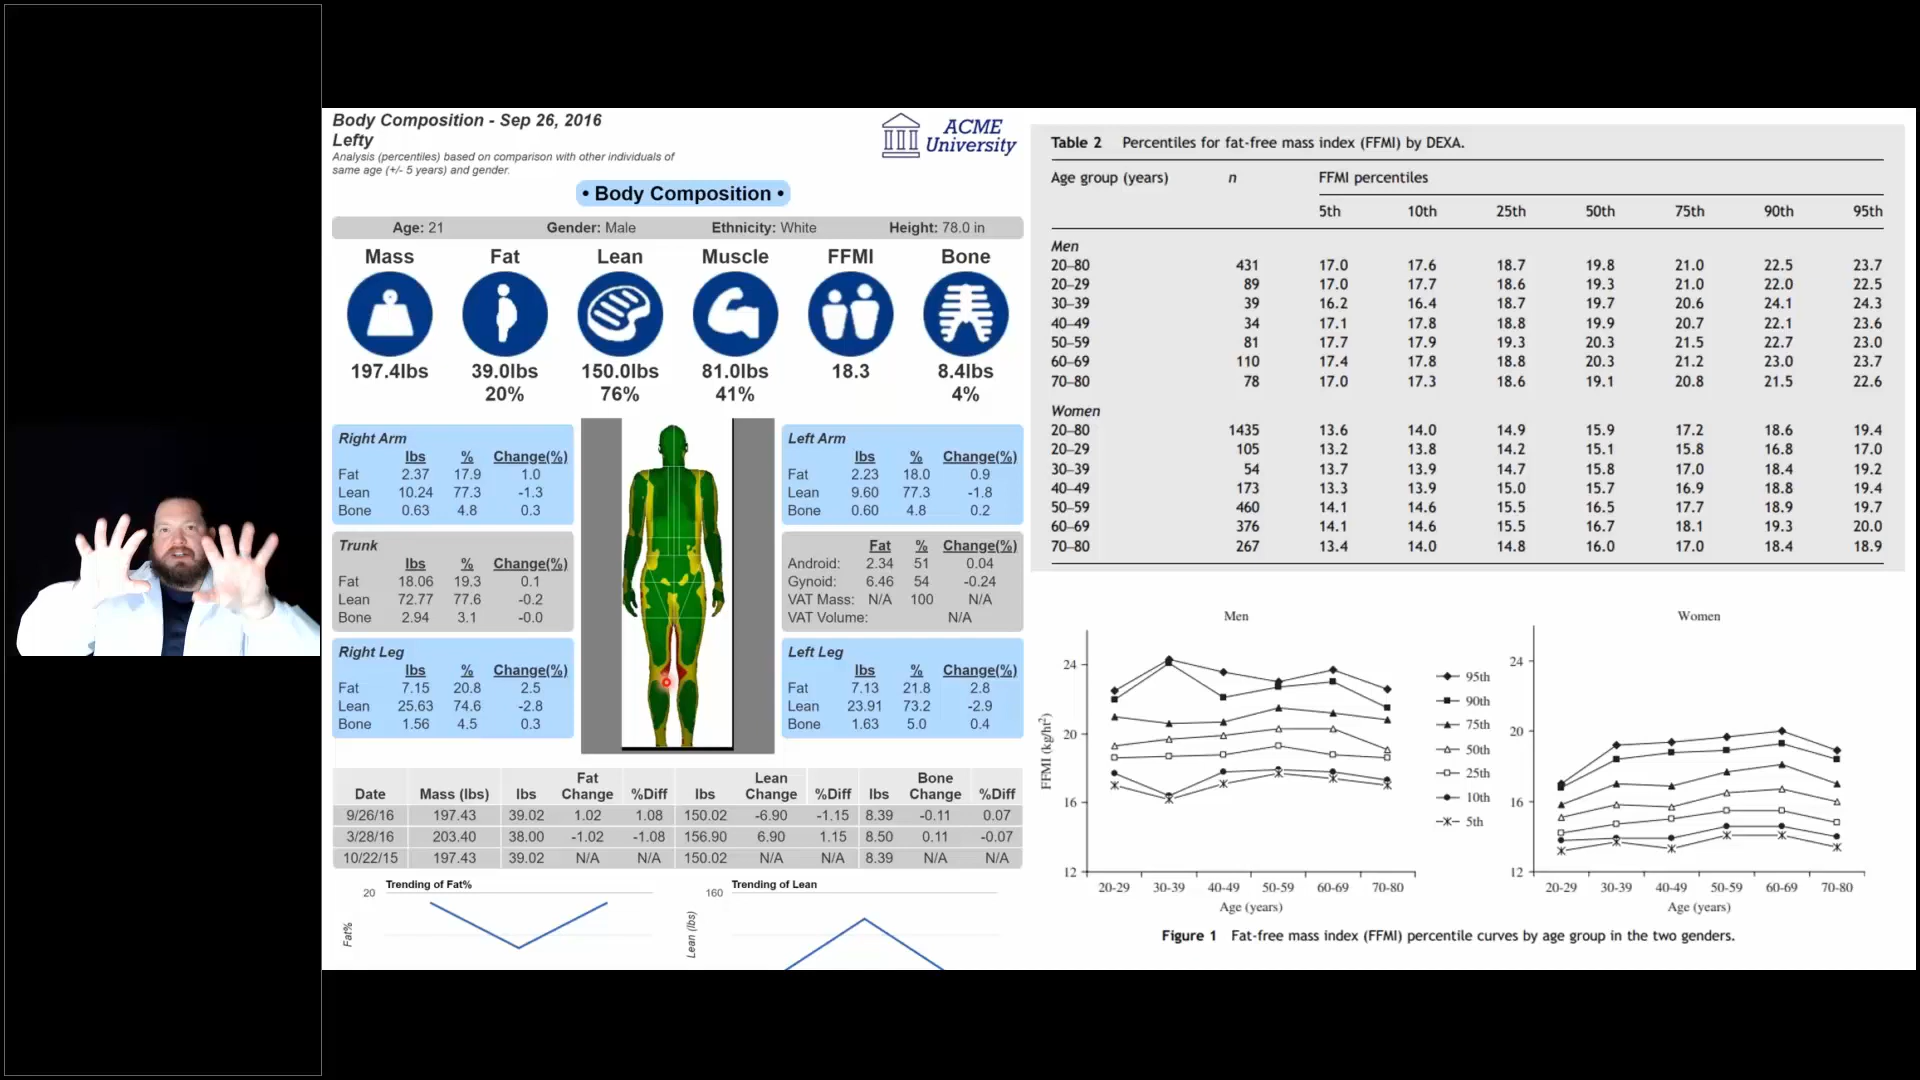 Body Composition - Sep 26, 2016
Lefty
Analysis (percentiles) based on comparison with other individuals of
same age (+/- 5 years) and gender.
ACME
University
• Body Composition •
Age: 21 Gender: Male Ethnicity: White Height: 78.0 in
Mass Fat Lean Muscle FFMI Bone
197.4lbs 39.0lbs 150.0lbs 81.0lbs 18.3 8.4lbs
20% 76% 41% 4%
Right Arm
lbs % Change(%)
Fat 2.37 17.9 1.0
Lean 10.24 77.3 -1.3
Bone 0.63 4.8 0.3
Left Arm
lbs % Change(%)
Fat 2.23 18.0 0.9
Lean 9.60 77.3 -1.8
Bone 0.60 4.8 0.2
Trunk
lbs % Change(%)
Fat 18.06 19.3 0.1
Lean 72.77 77.6 -0.2
Bone 2.94 3.1 -0.0
Fat % Change(%)
Android: 2.34 51 0.04
Gynoid: 6.46 54 -0.24
VAT Mass: N/A 100 N/A
VAT Volume: N/A
Right Leg
lbs % Change(%)
Fat 7.15 20.8 2.5
Lean 25.63 74.6 -2.8
Bone 1.56 4.5 0.3
Left Leg
lbs % Change(%)
Fat 7.13 21.8 2.8
Lean 23.91 73.2 -2.9
Bone 1.63 5.0 0.4
Fat Lean Bone
Date Mass (lbs) lbs Change %Diff lbs Change %Diff lbs Change %Diff
9/26/16 197.43 39.02 1.02 1.08 150.02 -6.90 -1.15 8.39 -0.11 0.07
3/28/16 203.40 38.00 -1.02 -1.08 156.90 6.90 1.15 8.50 0.11 -0.07
10/22/15 197.43 39.02 N/A N/A 150.02 N/A N/A 8.39 N/A N/A
Trending of Fat%
20
Fat%
Trending of Lean
160
Lean (lbs)
Table 2 Percentiles for fat-free mass index (FFMI) by DEXA.
Age group (years) n FFMI percentiles
5th 10th 25th 50th 75th 90th 95th
Men
20–80 431 17.0 17.6 18.7 19.8 21.0 22.5 23.7
20–29 89 17.0 17.7 18.6 19.3 21.0 22.0 22.5
30–39 39 16.2 16.4 18.7 19.7 20.6 24.1 24.3
40–49 34 17.1 17.8 18.8 19.9 20.7 22.1 23.6
50–59 81 17.7 17.9 19.3 20.3 21.5 22.7 23.0
60–69 110 17.4 17.8 18.8 20.3 21.2 23.0 23.7
70–80 78 17.0 17.3 18.6 19.1 20.8 21.5 22.6
Women
20–80 1435 13.6 14.0 14.9 15.9 17.2 18.6 19.4
20–29 105 13.2 13.8 14.2 15.1 15.8 16.8 17.0
30–39 54 13.7 13.9 14.7 15.8 17.0 18.4 19.2
40–49 173 13.3 13.9 15.0 15.7 16.9 18.8 19.4
50–59 460 14.1 14.6 15.5 16.5 17.7 18.9 19.7
60–69 376 14.1 14.6 15.5 16.7 18.1 19.3 20.0
70–80 267 13.4 14.0 14.8 16.0 17.0 18.4 18.9
Men
24
20
16
12
FFMI (kg/ht²)
20-29 30-39 40-49 50-59 60-69 70-80
Age (years)
95th
90th
75th
50th
25th
10th
5th
Women
24
20
16
12
20-29 30-39 40-49 50-59 60-69 70-80
Age (years)
Figure 1 Fat-free mass index (FFMI) percentile curves by age group in the two genders.